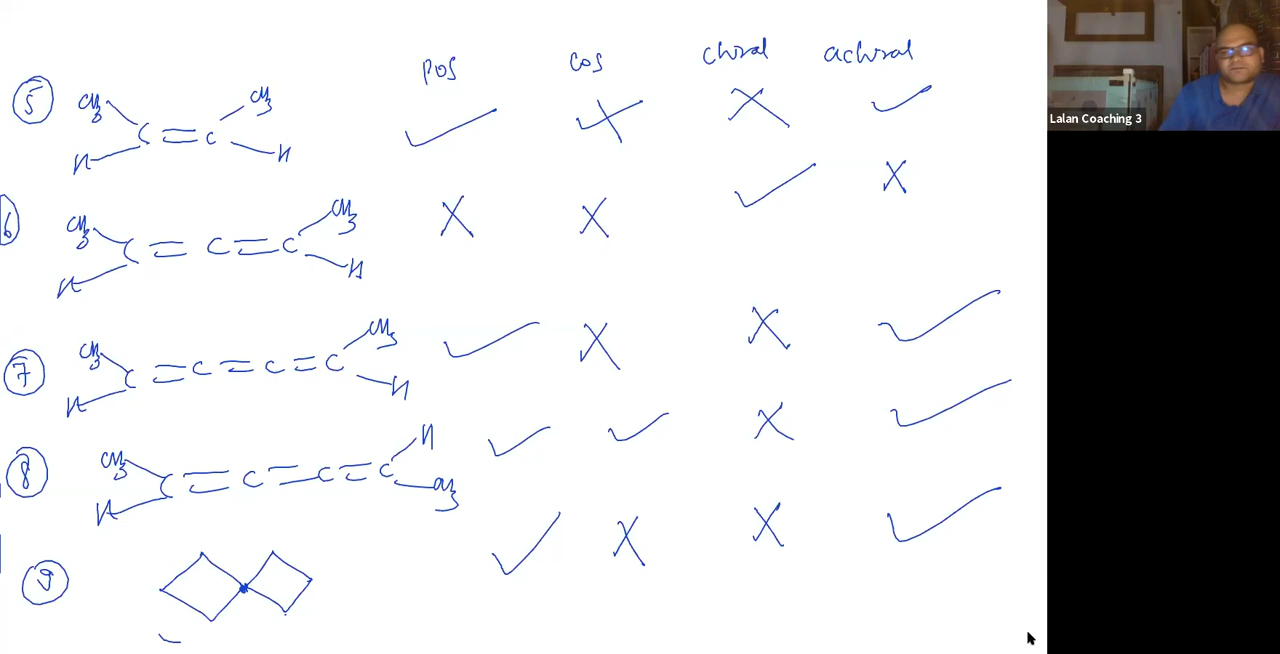 POS COS chiral achiral
5 CH3 CH3
C = C
H H
6 CH3 CH3
C = C = C
H H
7 CH3 CH3
C = C = C = C
H H
8 CH3 H
C = C = C = C
H CH3
9
Lalan Coaching 3